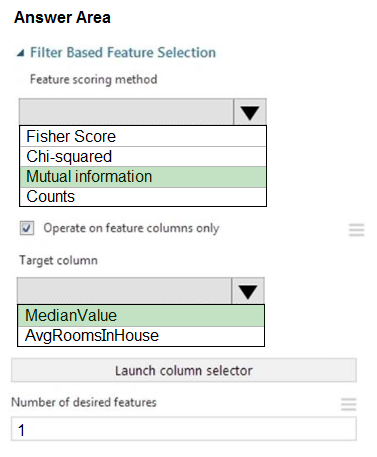 Answer Area
Filter Based Feature Selection
Feature scoring method
Fisher Score
Chi-squared
Mutual information
Counts
Operate on feature columns only
Target column
MedianValue
AvgRoomsInHouse
Launch column selector
Number of desired features
1